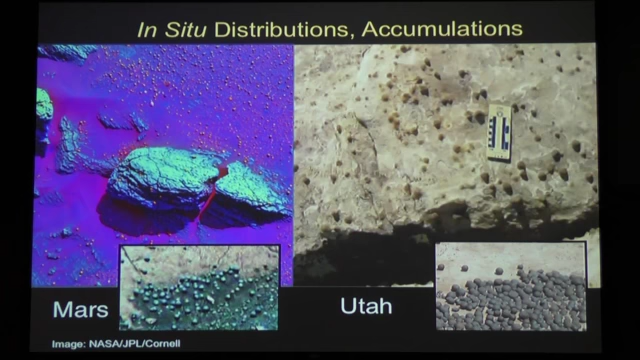 In Situ Distributions, Accumulations
Mars
Utah
Image: NASA/JPL/Cornell